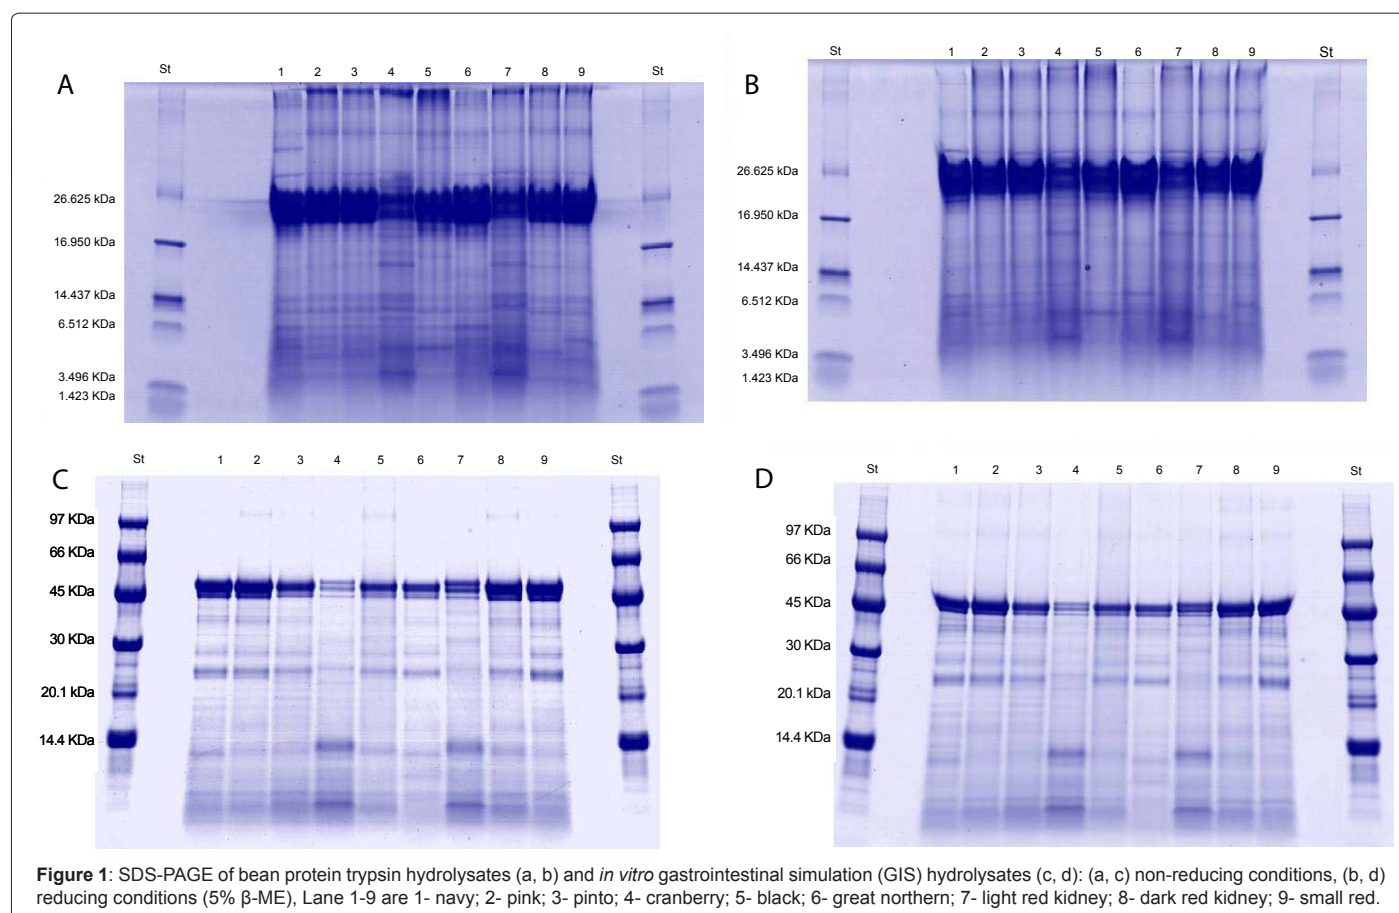 A
St 1 2 3 4 5 6 7 8 9 St
26.625 kDa
16.950 kDa
14.437 kDa
6.512 KDa
3.496 KDa
1.423 KDa
B
St 1 2 3 4 5 6 7 8 9 St
26.625 kDa
16.950 kDa
14.437 kDa
6.512 KDa
3.496 KDa
1.423 KDa
C
St 1 2 3 4 5 6 7 8 9 St
97 KDa
66 KDa
45 KDa
30 KDa
20.1 kDa
14.4 KDa
D
St 1 2 3 4 5 6 7 8 9 St
97 KDa
66 KDa
45 KDa
30 KDa
20.1 kDa
14.4 KDa
Figure 1: SDS-PAGE of bean protein trypsin hydrolysates (a, b) and in vitro gastrointestinal simulation (GIS) hydrolysates (c, d): (a, c) non-reducing conditions, (b, d)
reducing conditions (5% β-ME), Lane 1-9 are 1- navy; 2- pink; 3- pinto; 4- cranberry; 5- black; 6- great northern; 7- light red kidney; 8- dark red kidney; 9- small red.